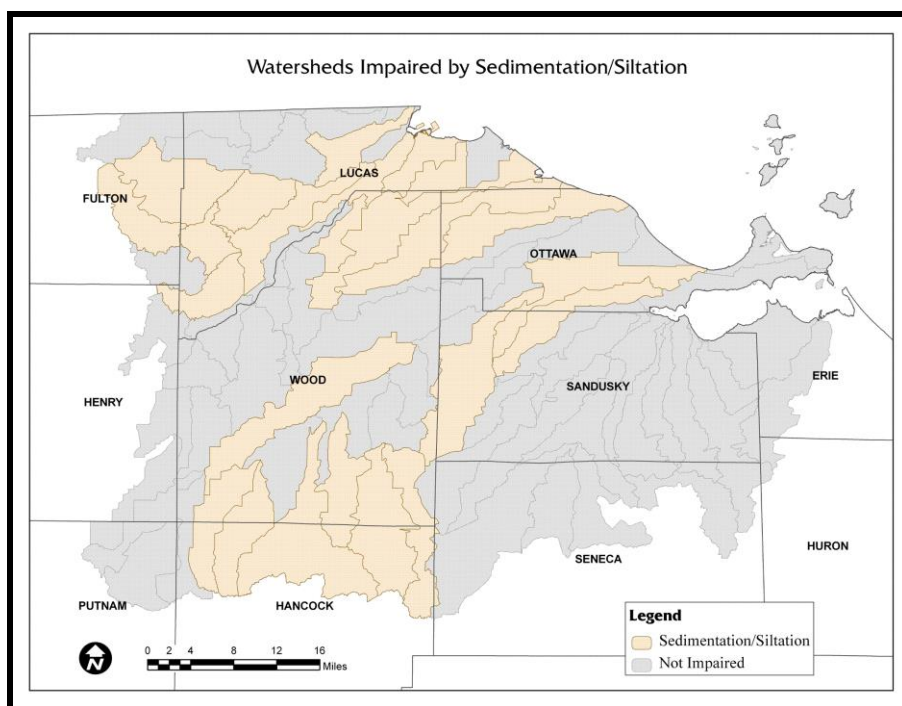 Watersheds Impaired by Sedimentation/Siltation
LUCAS
FULTON
OTTAWA
WOOD
SANDUSKY
ERIE
HENRY
HURON
SENECA
PUTNAM
HANCOCK
Legend
Sedimentation/Siltation
Not Impaired
N
0 2 4 8 12 16
Miles